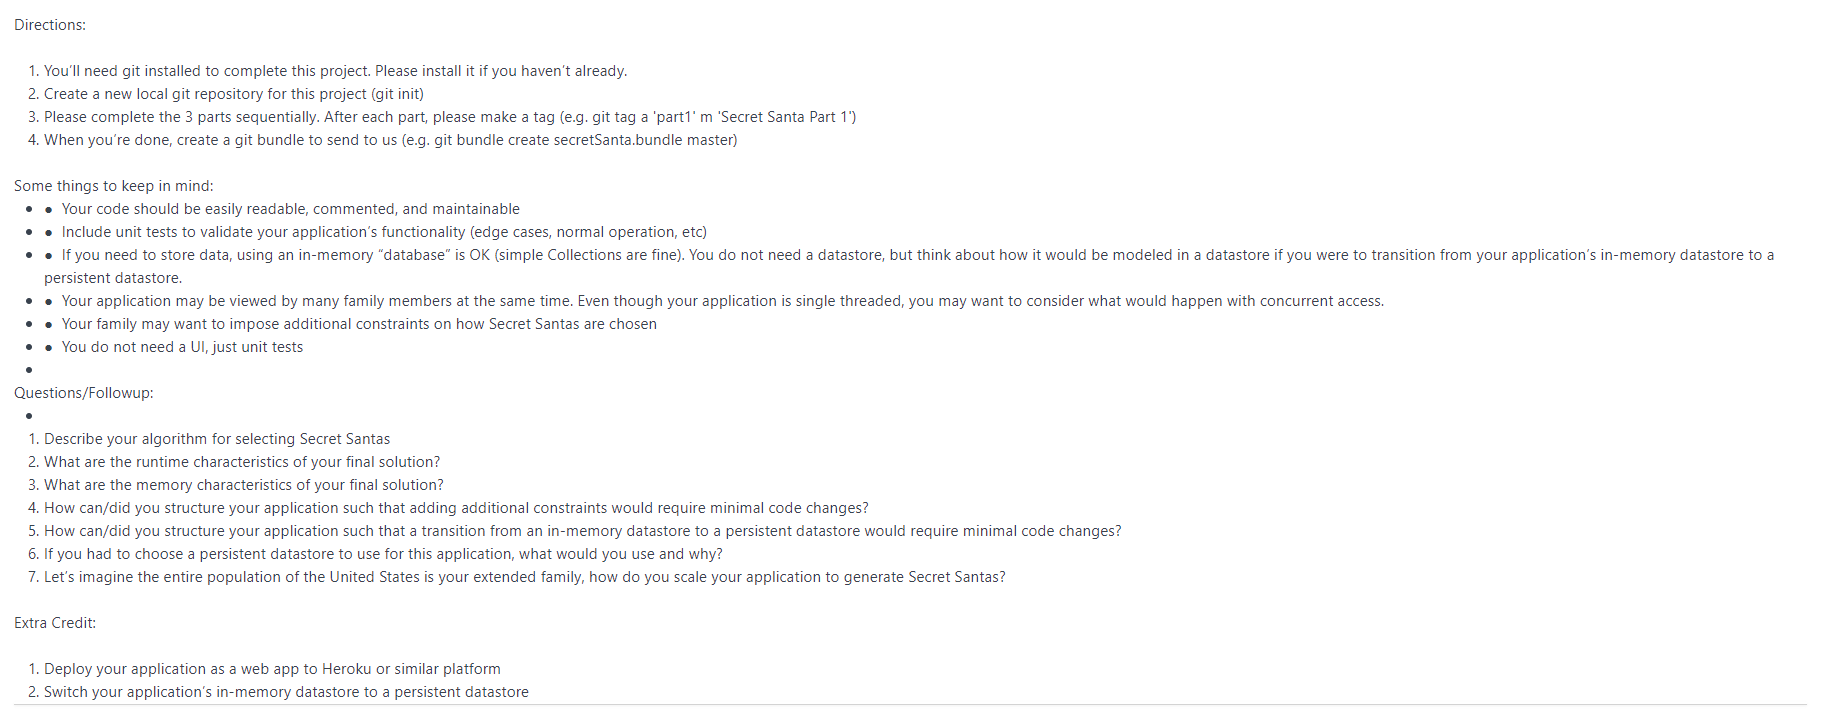 Directions:
1. You'll need git installed to complete this project. Please install it if you haven't already.
2. Create a new local git repository for this project (git init)
3. Please complete the 3 parts sequentially. After each part, please make a tag (e.g. git tag a 'part1' m 'Secret Santa Part 1')
4. When you're done, create a git bundle to send to us (e.g. git bundle create secretSanta.bundle master)
Some things to keep in mind:
• ● Your code should be easily readable, commented, and maintainable
• ● Include unit tests to validate your application's functionality (edge cases, normal operation, etc)
• ● If you need to store data, using an in-memory "database" is OK (simple Collections are fine). You do not need a datastore, but think about how it would be modeled in a datastore if you were to transition from your application's in-memory datastore to a
persistent datastore.
• ● Your application may be viewed by many family members at the same time. Even though your application is single threaded, you may want to consider what would happen with concurrent access.
• ● Your family may want to impose additional constraints on how Secret Santas are chosen
• ● You do not need a UI, just unit tests
•
Questions/Followup:
•
1. Describe your algorithm for selecting Secret Santas
2. What are the runtime characteristics of your final solution?
3. What are the memory characteristics of your final solution?
4. How can/did you structure your application such that adding additional constraints would require minimal code changes?
5. How can/did you structure your application such that a transition from an in-memory datastore to a persistent datastore would require minimal code changes?
6. If you had to choose a persistent datastore to use for this application, what would you use and why?
7. Let's imagine the entire population of the United States is your extended family, how do you scale your application to generate Secret Santas?
Extra Credit:
1. Deploy your application as a web app to Heroku or similar platform
2. Switch your application's in-memory datastore to a persistent datastore